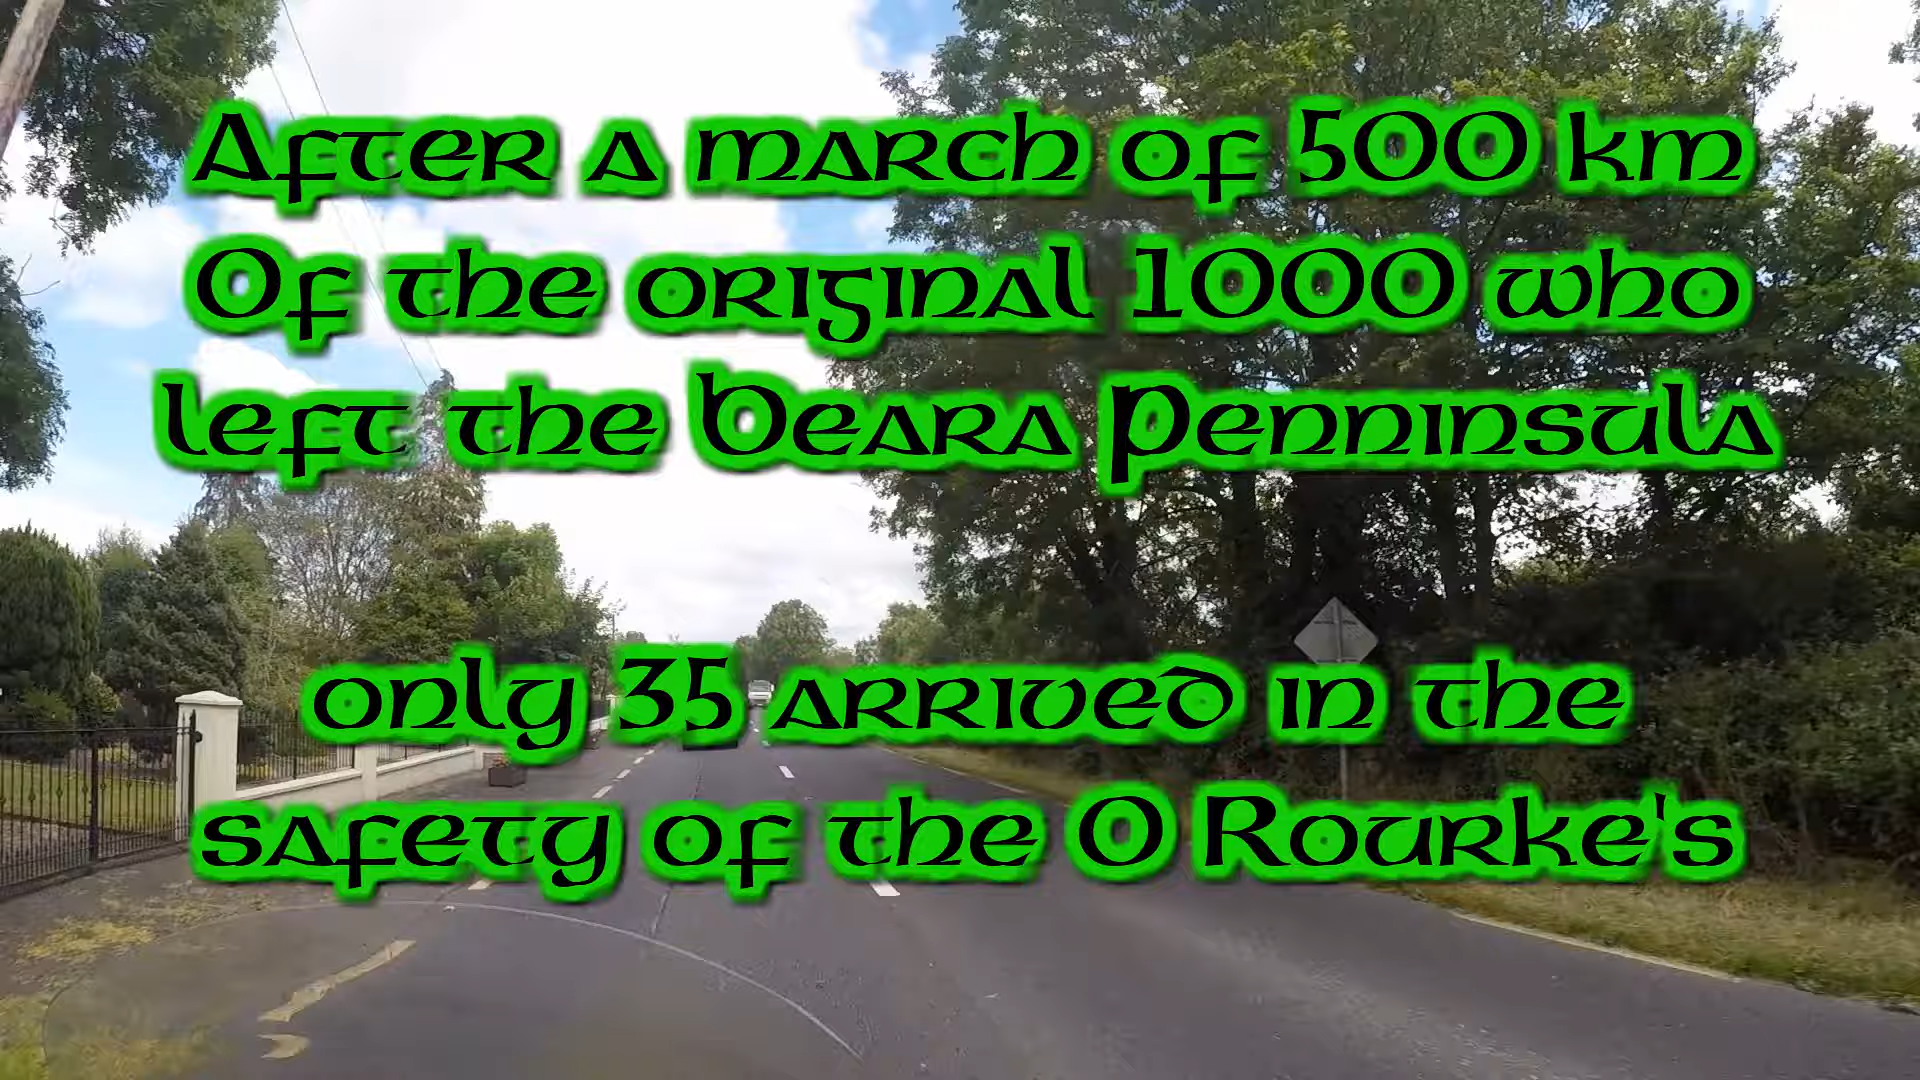 After a march of 500 km
Of the original 1000 who
left the Beara Penninsula
only 35 arrived in the
safety of the O Rourke's